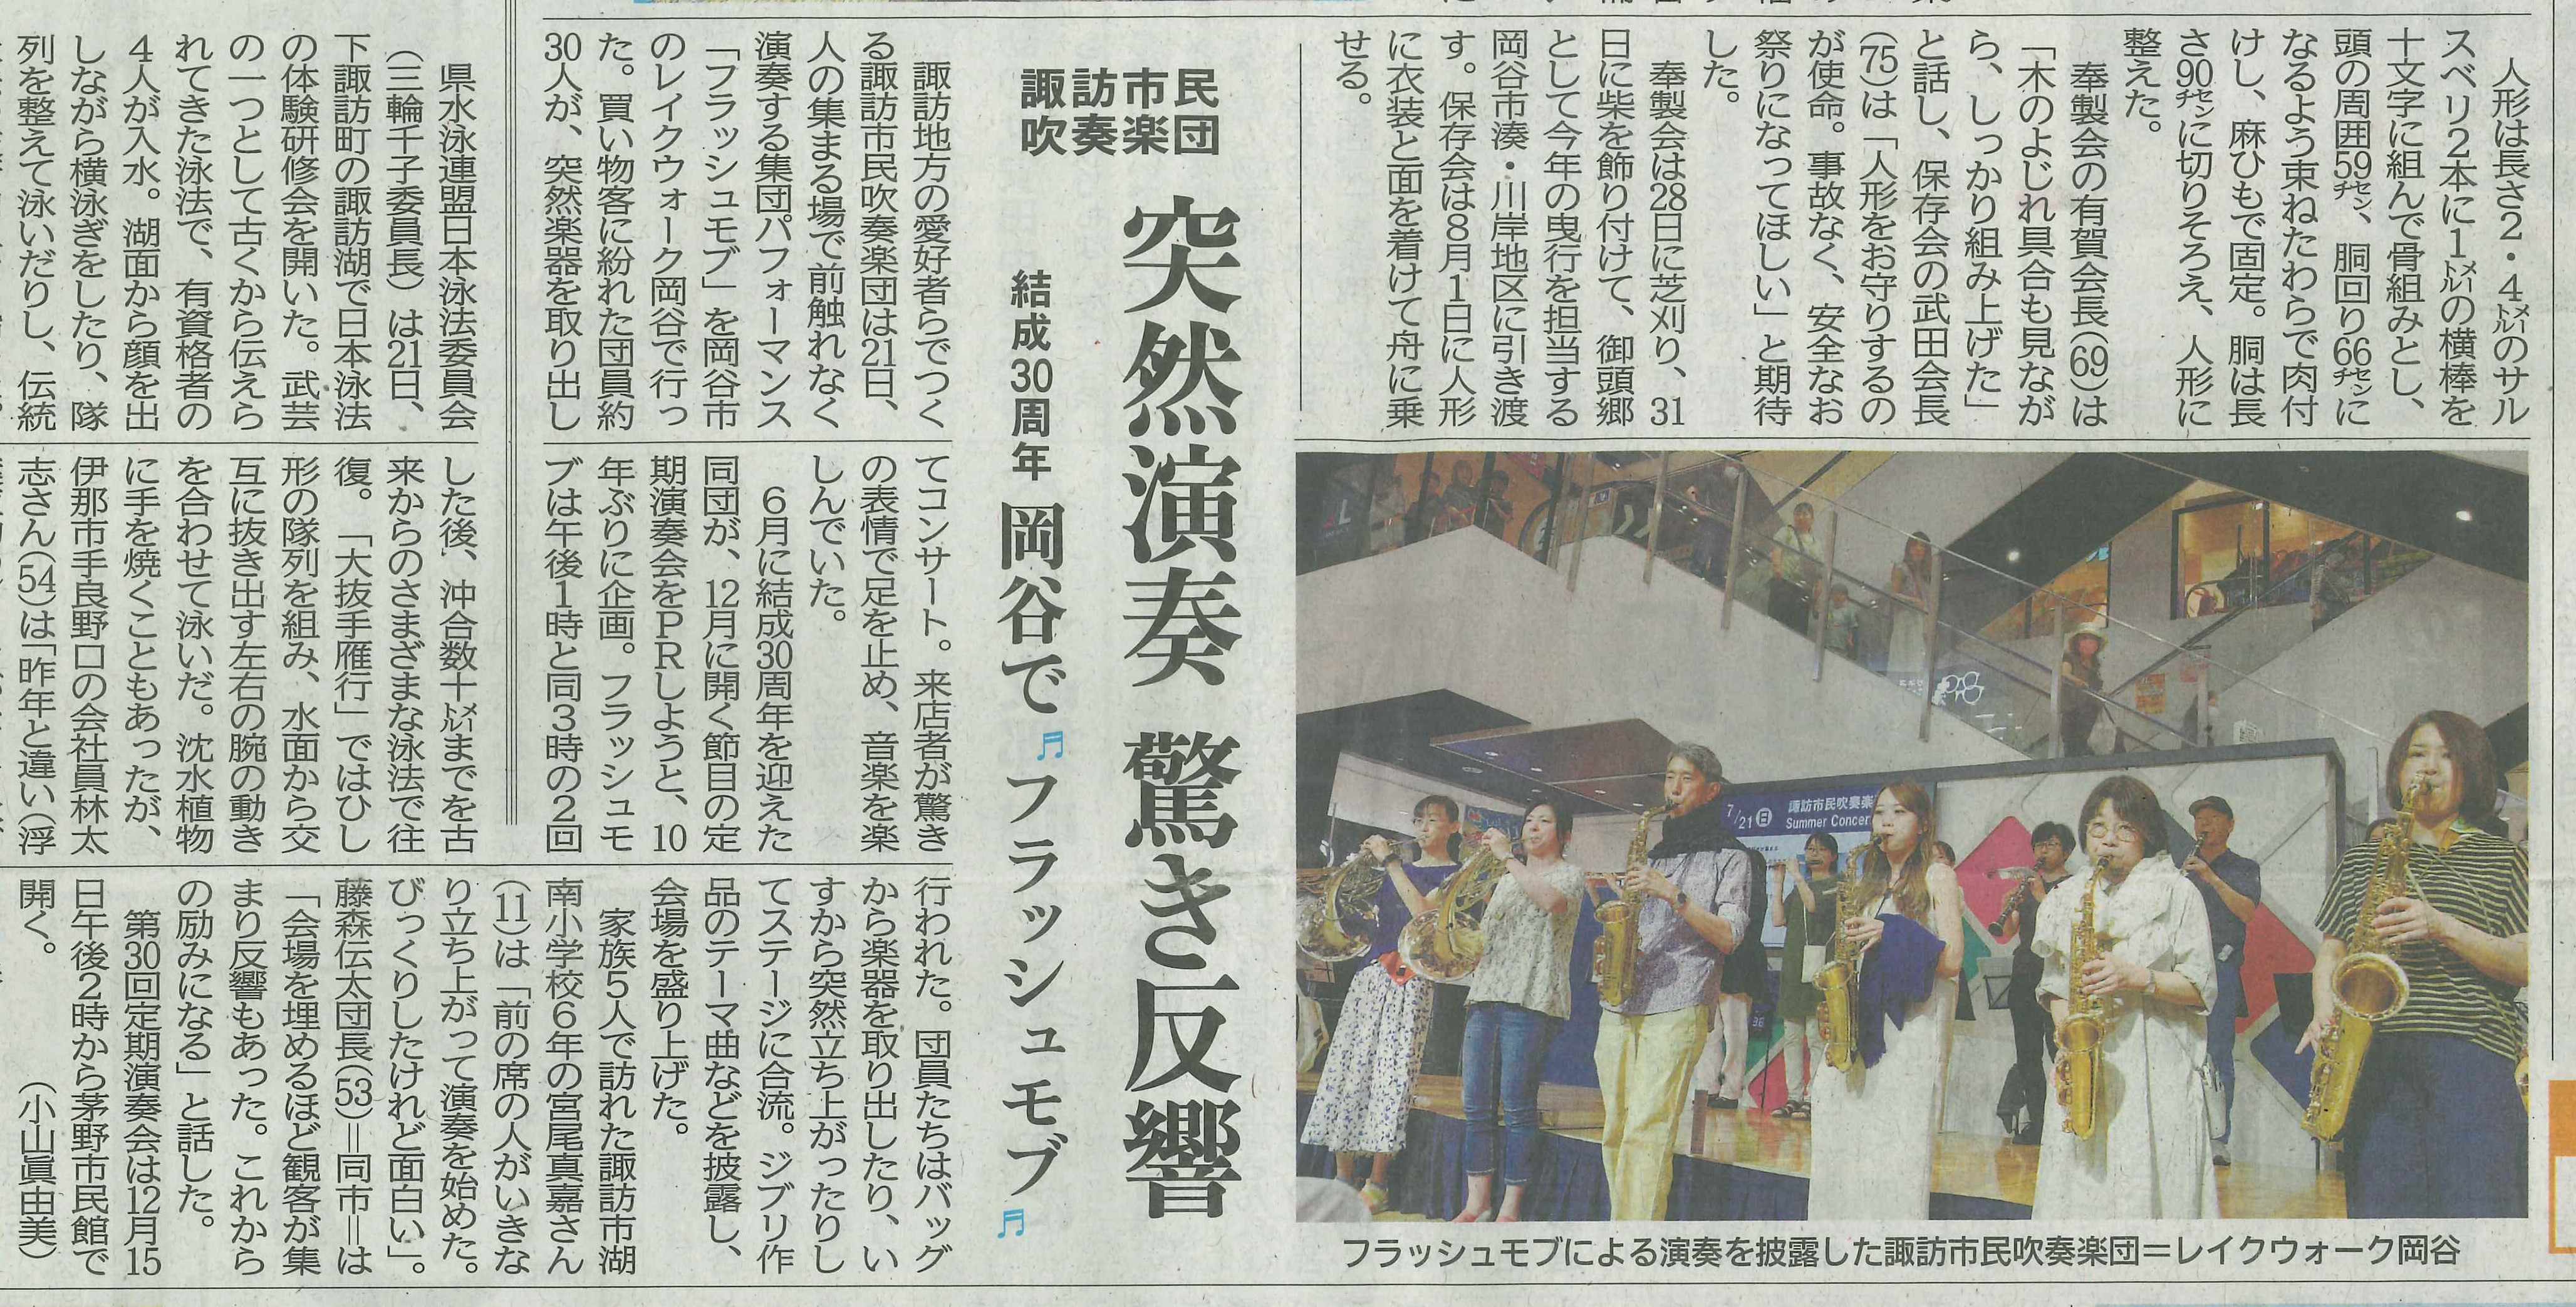 人形は長さ2・4㍍のサル
スベリ2本に1㍍の横棒を
十文字に組んで骨組みとし、
頭の周囲59㌢、胴回り66㌢に
なるよう束ねたわらで肉付
けし、麻ひもで固定。胴は長
さ90㌢に切りそろえ、人形に
整えた。
奉製会の有賀会長(69)は
「木のよじれ具合も見なが
ら、しっかり組み上げた」
と話し、保存会の武田会長
(75)は「人形をお守りするの
が使命。事故なく、安全なお
祭りになってほしい」と期待
した。
奉製会は28日に芝刈り、31
日に柴を飾り付けて、御頭郷
として今年の曳行を担当する
岡谷市湊・川岸地区に引き渡
す。保存会は8月1日に人形
に衣装と面を着けて舟に乗
せる。
7/21 日
諏訪市民吹奏楽
Summer Concer
フラッシュモブによる演奏を披露した諏訪市民吹奏楽団＝レイクウォーク岡谷
諏訪市民
吹奏楽団
突然演奏 驚き反響
結成30周年 岡谷で♬フラッシュモブ♬
諏訪地方の愛好者らでつく
る諏訪市民吹奏楽団は21日、
人の集まる場で前触れなく
演奏する集団パフォーマンス
「フラッシュモブ」を岡谷市
のレイクウォーク岡谷で行っ
た。買い物客に紛れた団員約
30人が、突然楽器を取り出し
てコンサート。来店者が驚き
の表情で足を止め、音楽を楽
しんでいた。
6月に結成30周年を迎えた
同団が、12月に開く節目の定
期演奏会をPRしようと、10
年ぶりに企画。フラッシュモ
ブは午後1時と同3時の2回
行われた。団員たちはバッグ
から楽器を取り出したり、い
すから突然立ち上がったりし
てステージに合流。ジブリ作
品のテーマ曲などを披露し、
会場を盛り上げた。
家族5人で訪れた諏訪市湖
南小学校6年の宮尾真嘉さん
(11)は「前の席の人がいきな
り立ち上がって演奏を始めた。
びっくりしたけれど面白い」。
藤森伝太団長(53)＝同市＝は
「会場を埋めるほど観客が集
まり反響もあった。これから
の励みになる」と話した。
第30回定期演奏会は12月15
日午後2時から茅野市民館で
開く。 (小山眞由美)
県水泳連盟日本泳法委員会
(三輪千子委員長)は21日、
下諏訪町の諏訪湖で日本泳法
の体験研修会を開いた。武芸
の一つとして古くから伝えら
れてきた泳法で、有資格者の
4人が入水。湖面から顔を出
しながら横泳ぎをしたり、隊
列を整えて泳いだりし、伝統
した後、沖合数十㍍までを古
来からのさまざまな泳法で往
復。「大抜手雁行」ではひし
形の隊列を組み、水面から交
互に抜き出す左右の腕の動き
を合わせて泳いだ。沈水植物
に手を焼くこともあったが、
伊那市手良野口の会社員林太
志さん(54)は「昨年と違い(浮